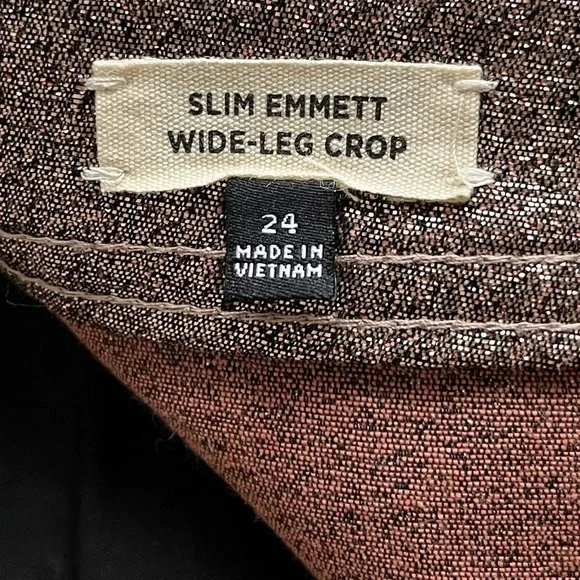 SLIM EMMETT
WIDE-LEG CROP
24
MADE IN
VIETNAM